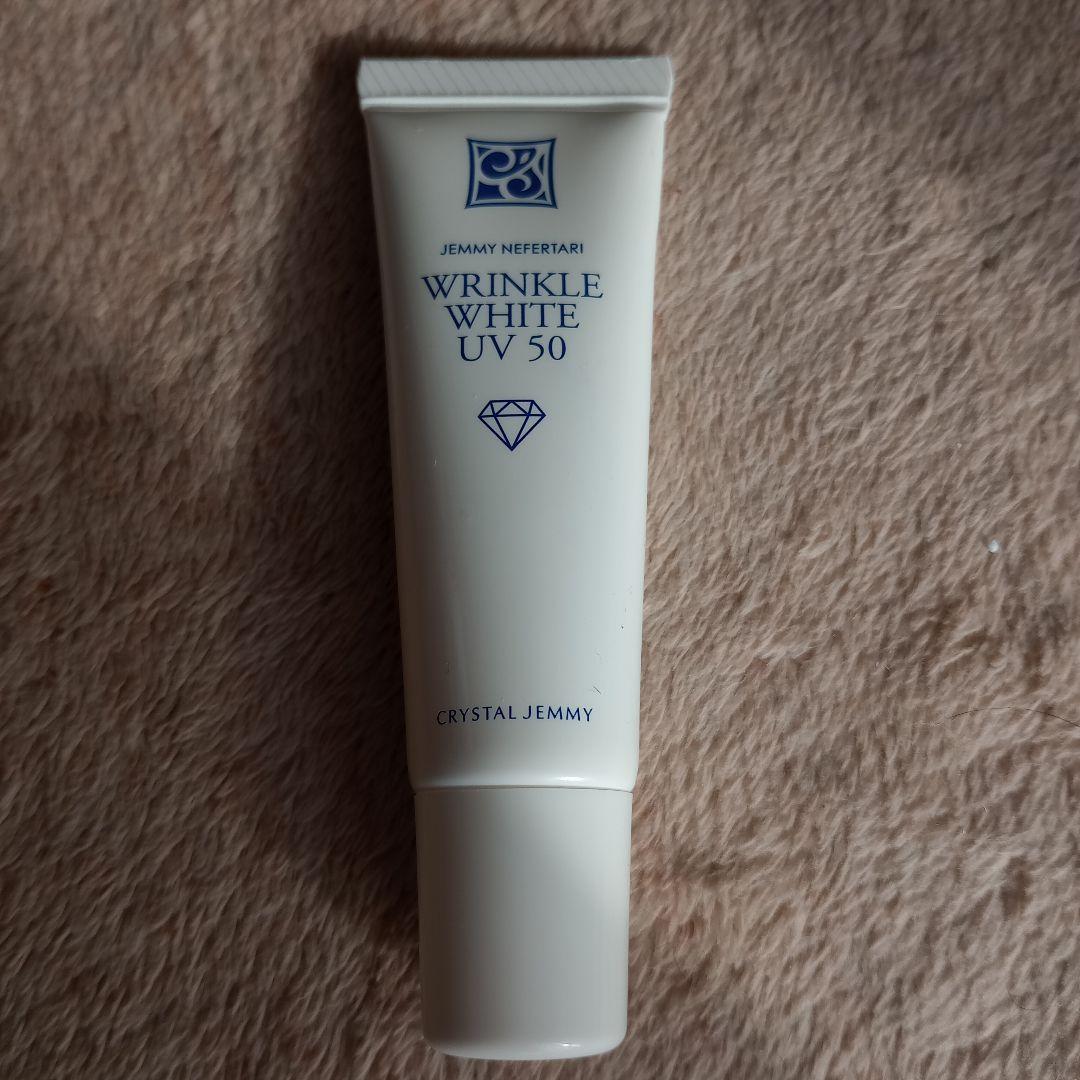 JEMMY NEFERTARI
WRINKLE
WHITE
UV 50
CRYSTAL JEMMY